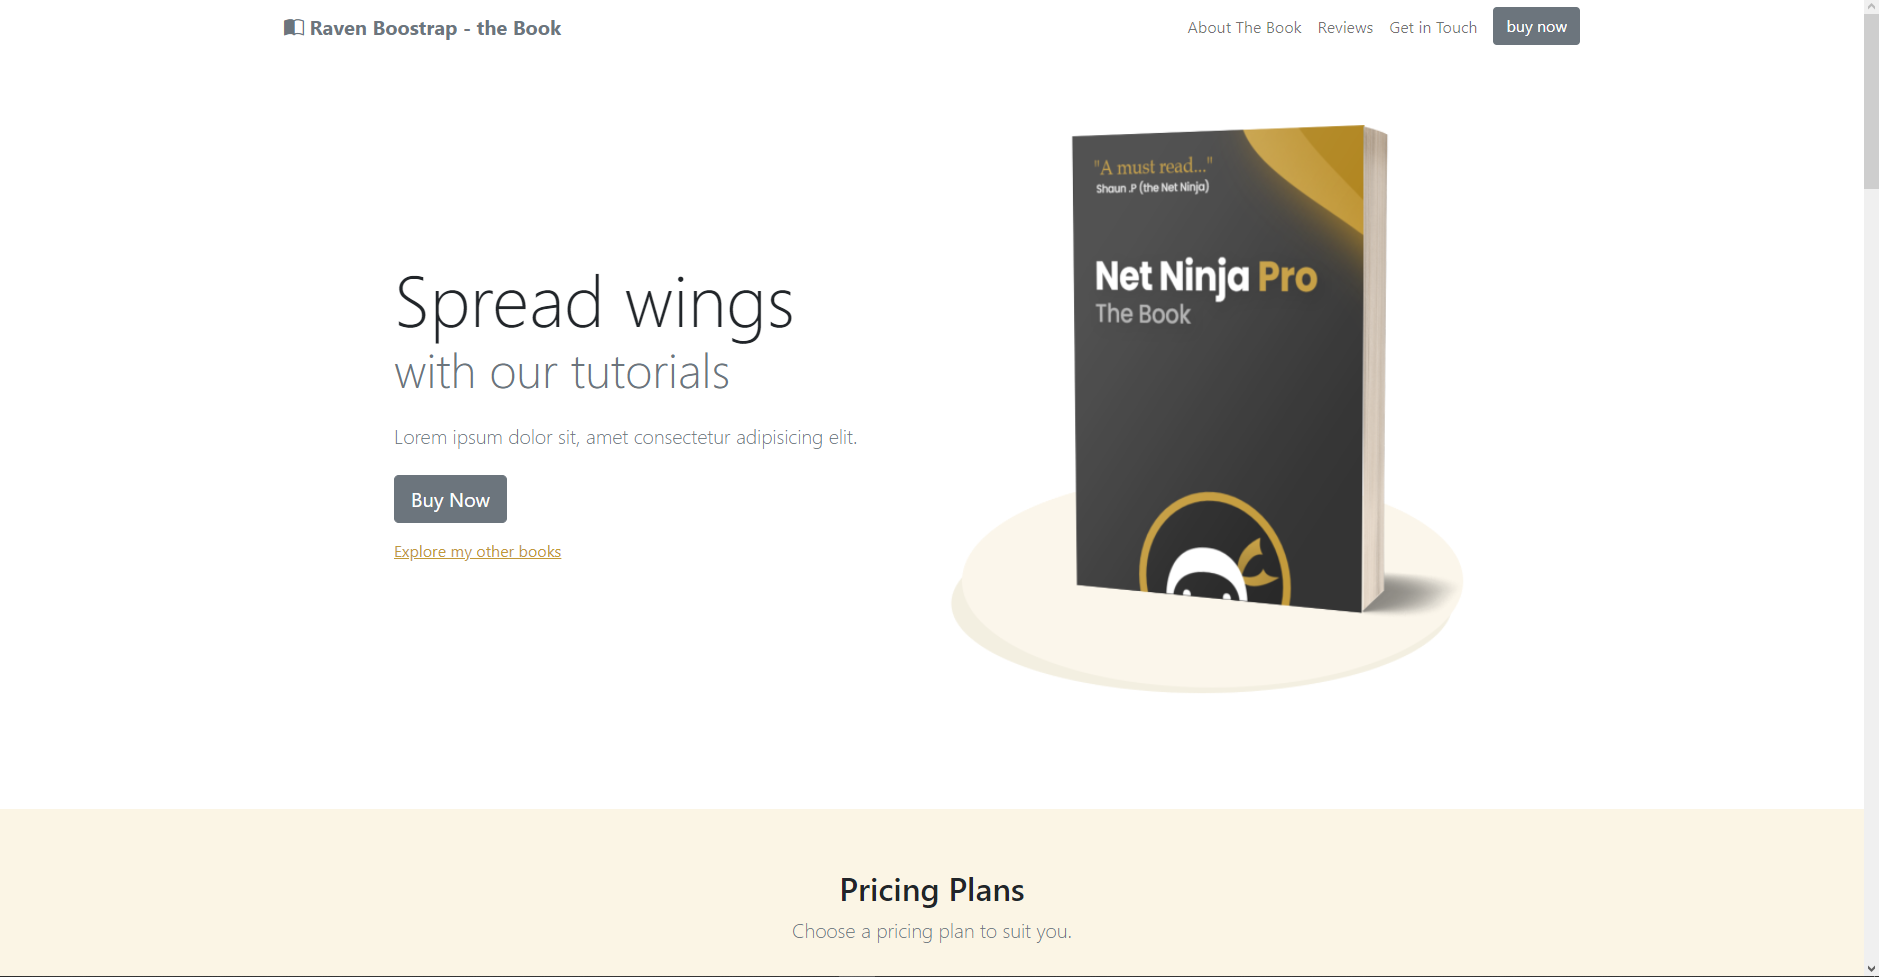 Raven Boostrap - the Book
About The Book
Reviews
Get in Touch
buy now
Spread wings
with our tutorials
Lorem ipsum dolor sit, amet consectetur adipisicing elit.
Buy Now
Explore my other books
"A must read..."
Shaun .P (the Net Ninja)
Net Ninja Pro
The Book
Pricing Plans
Choose a pricing plan to suit you.